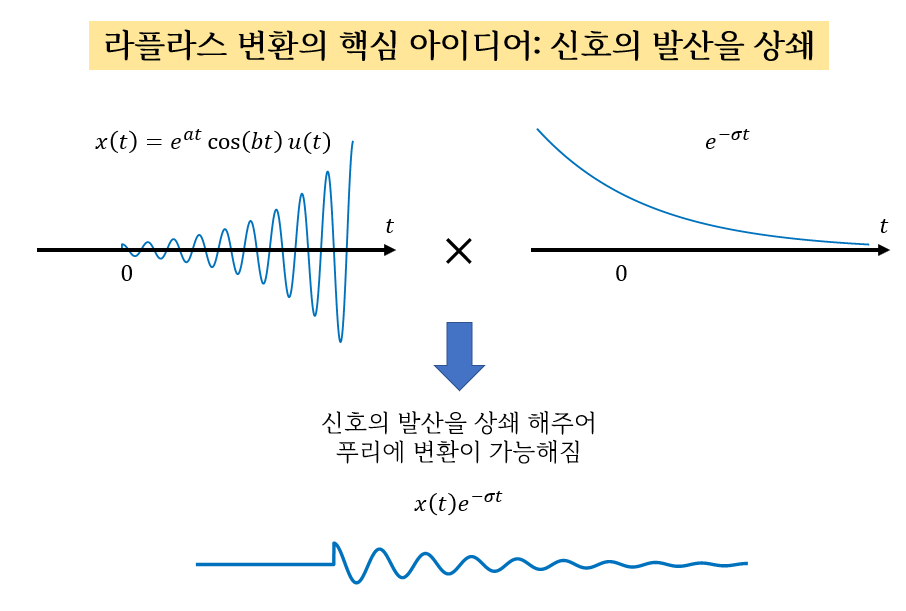 라플라스 변환의 핵심 아이디어: 신호의 발산을 상쇄
x(t) = e^{at} cos(bt) u(t)
e^{−σt}
t
t
×
0
0
신호의 발산을 상쇄 해주어
푸리에 변환이 가능해짐
x(t)e^{−σt}